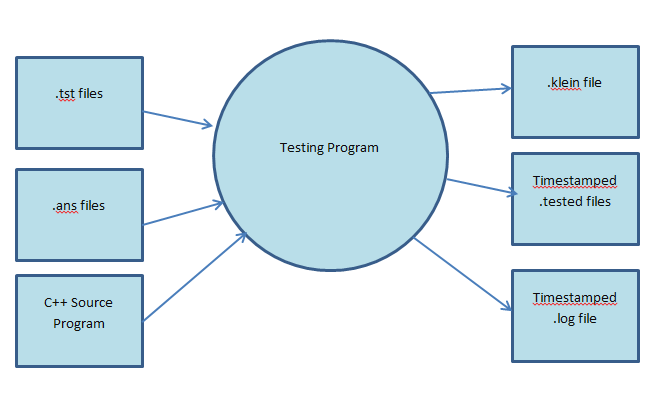 .tst files
.ans files
C++ Source
Program
Testing Program
.klein file
Timestamped
.tested files
Timestamped
.log file